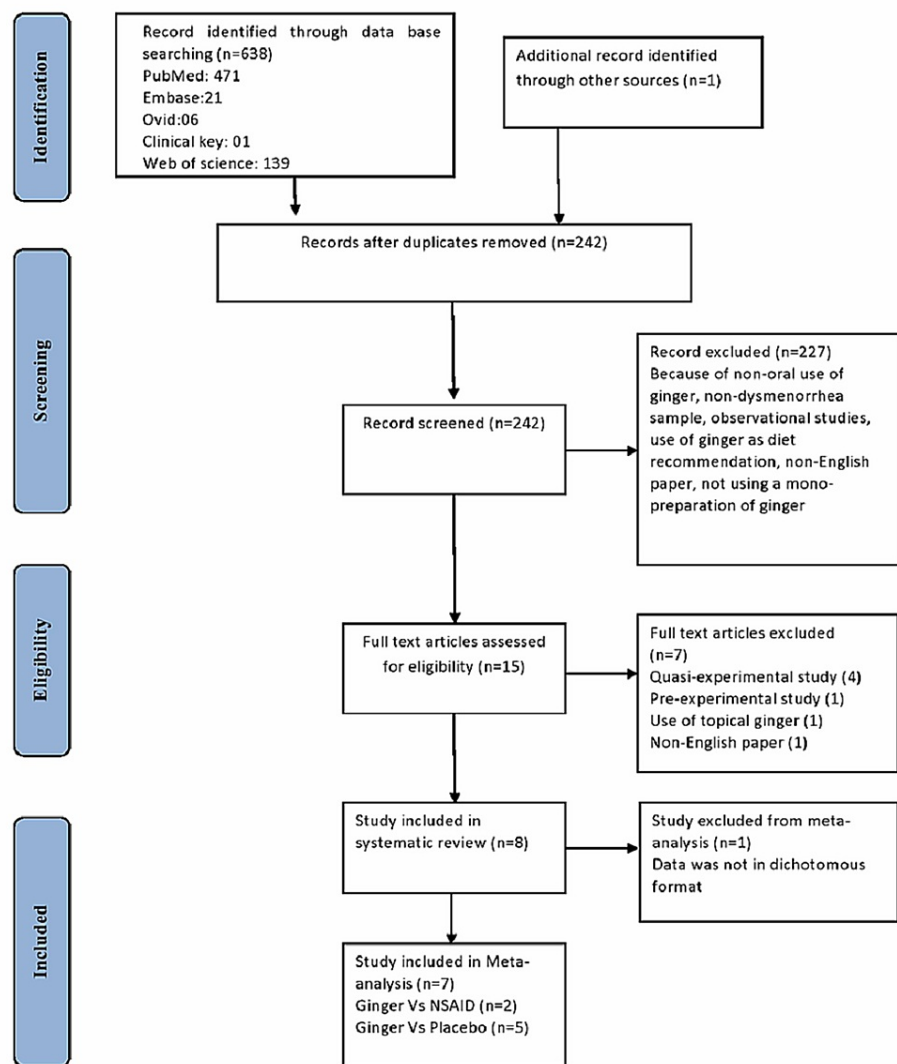 Identification
Record identified through data base
searching (n=638)
PubMed: 471
Embase:21
Ovid:06
Clinical key: 01
Web of science: 139
Additional record identified
through other sources (n=1)
Records after duplicates removed (n=242)
Screening
Record screened (n=242)
Record excluded (n=227)
Because of non-oral use of
ginger, non-dysmenorrhea
sample, observational studies,
use of ginger as diet
recommendation, non-English
paper, not using a mono-
preparation of ginger
Eligibility
Full text articles assessed
for eligibility (n=15)
Full text articles excluded
(n=7)
Quasi-experimental study (4)
Pre-experimental study (1)
Use of topical ginger (1)
Non-English paper (1)
Included
Study included in
systematic review (n=8)
Study excluded from meta-
analysis (n=1)
Data was not in dichotomous
format
Study included in Meta-
analysis (n=7)
Ginger Vs NSAID (n=2)
Ginger Vs Placebo (n=5)